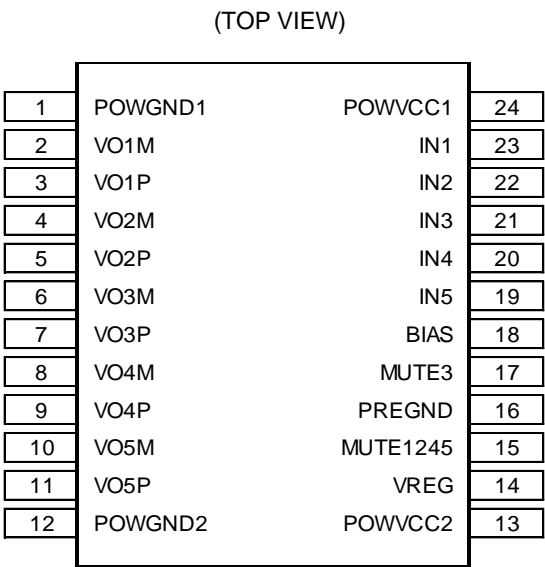 (TOP VIEW)
1 POWGND1 POWVCC1 24
2 VO1M IN1 23
3 VO1P IN2 22
4 VO2M IN3 21
5 VO2P IN4 20
6 VO3M IN5 19
7 VO3P BIAS 18
8 VO4M MUTE3 17
9 VO4P PREGND 16
10 VO5M MUTE1245 15
11 VO5P VREG 14
12 POWGND2 POWVCC2 13